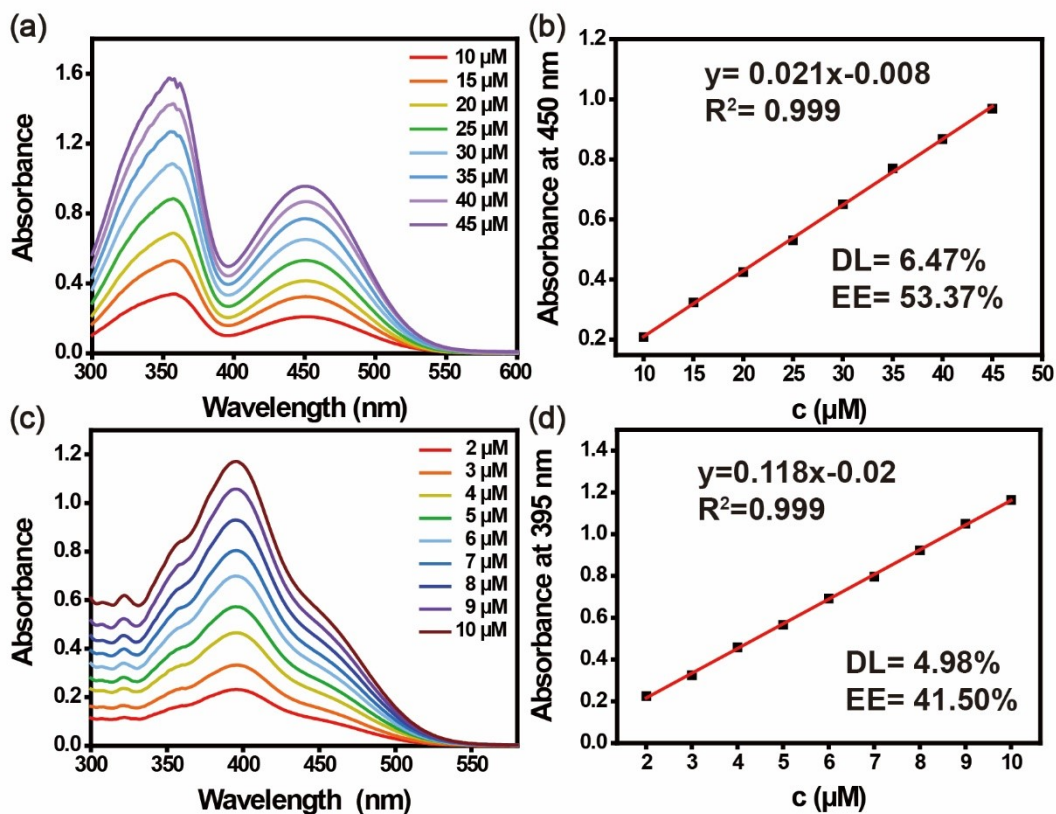 (a)
Absorbance
1.6
1.2
0.8
0.4
0.0
300
350
400
450
500
550
600
Wavelength (nm)
10 μM
15 μM
20 μM
25 μM
30 μM
35 μM
40 μM
45 μM
(b)
Absorbance at 450 nm
1.2
1.0
0.8
0.6
0.4
0.2
10
15
20
25
30
35
40
45
50
c (μM)
y= 0.021x-0.008
R²= 0.999
DL= 6.47%
EE= 53.37%
(c)
Absorbance
1.2
1.0
0.8
0.6
0.4
0.2
0.0
300
350
400
450
500
550
Wavelength (nm)
2 μM
3 μM
4 μM
5 μM
6 μM
7 μM
8 μM
9 μM
10 μM
(d)
Absorbance at 395 nm
1.4
1.2
1.0
0.8
0.6
0.4
0.2
0.0
2
3
4
5
6
7
8
9
10
c (μM)
y=0.118x-0.02
R²=0.999
DL= 4.98%
EE= 41.50%